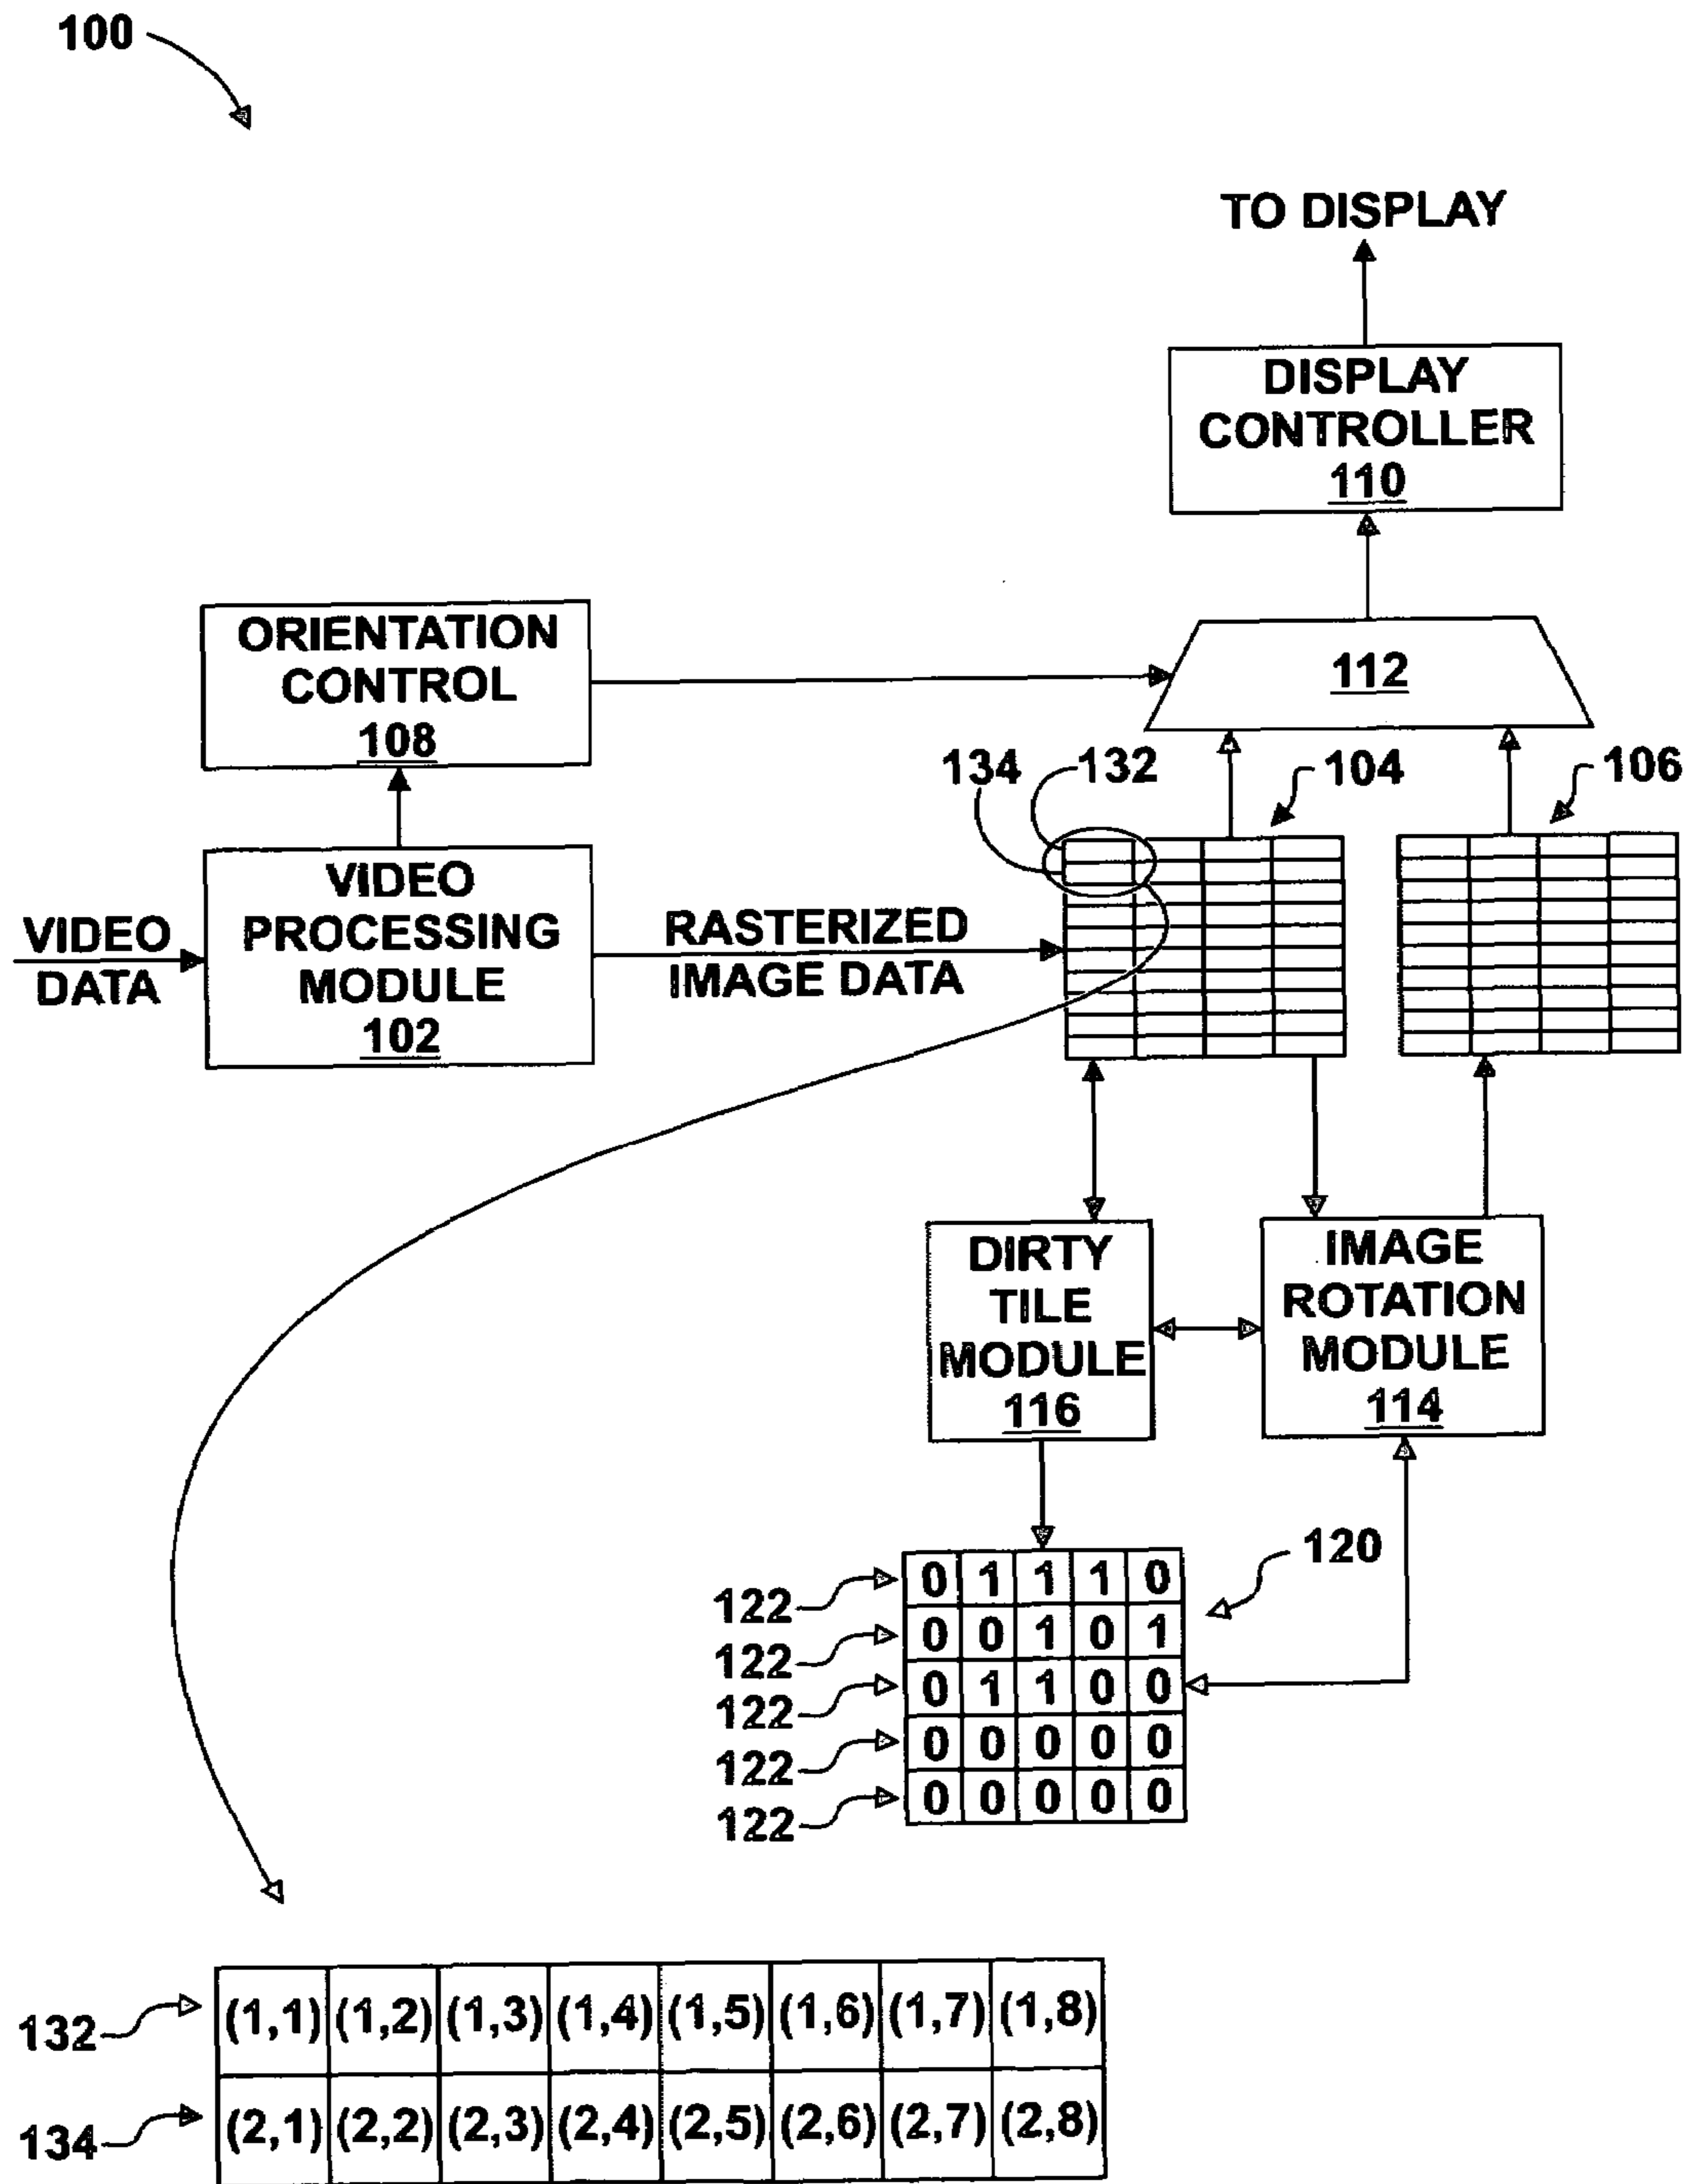 100
TO DISPLAY
DISPLAY
CONTROLLER
110
ORIENTATION
CONTROL
108
112
134
132
104
106
VIDEO
DATA
VIDEO
PROCESSING
MODULE
102
RASTERIZED
IMAGE DATA
DIRTY
TILE
MODULE
116
IMAGE
ROTATION
MODULE
114
120
122 0 1 1 1 0
122 0 0 1 0 1
122 0 1 1 0 0
122 0 0 0 0 0
122 0 0 0 0 0
132 (1,1) (1,2) (1,3) (1,4) (1,5) (1,6) (1,7) (1,8)
134 (2,1) (2,2) (2,3) (2,4) (2,5) (2,6) (2,7) (2,8)